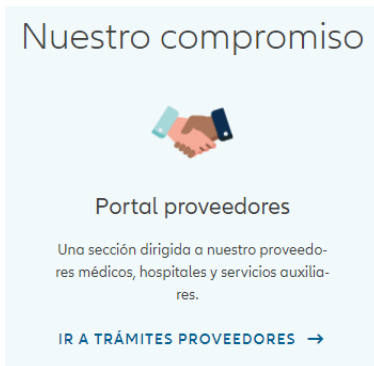 Nuestro compromiso
Portal proveedores
Una sección dirigida a nuestro proveedo-
res médicos, hospitales y servicios auxilia-
res.
IR A TRÁMITES PROVEEDORES →